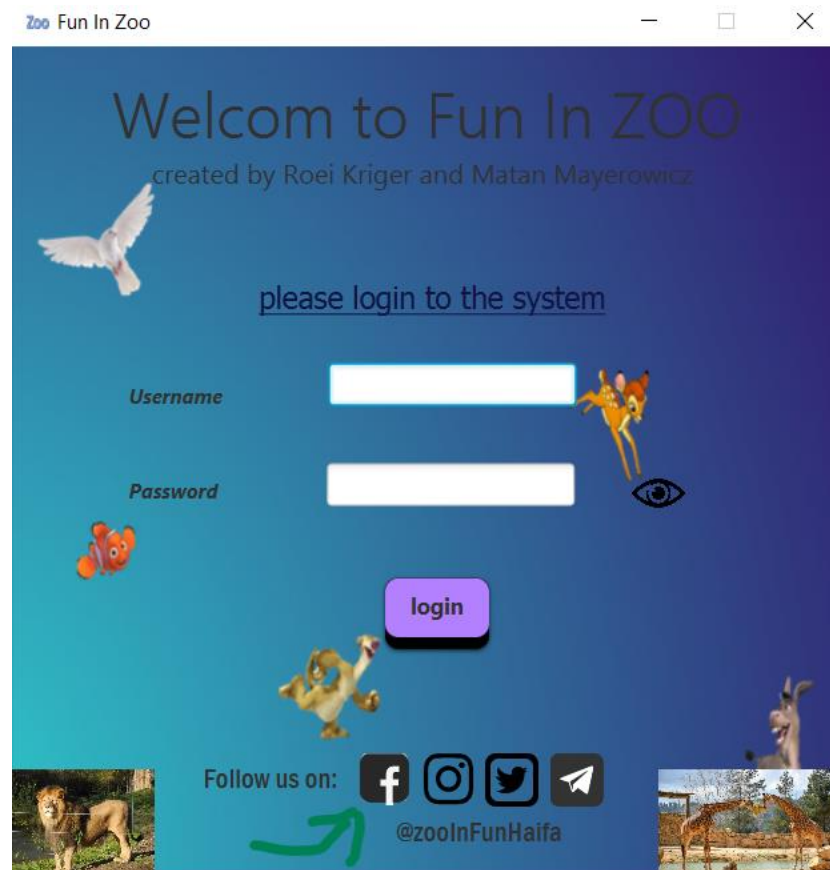 Zoo Fun In Zoo
Welcom to Fun In ZOO
created by Roei Kriger and Matan Mayerowicz
please login to the system
Username
Password
login
Follow us on:
@zooInFunHaifa